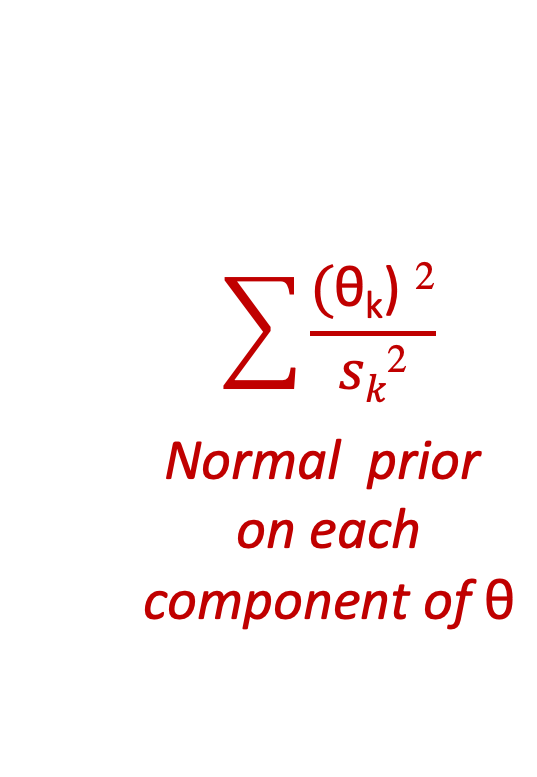 ∑ (θₖ)² / sₖ²
Normal prior
on each
component of θ